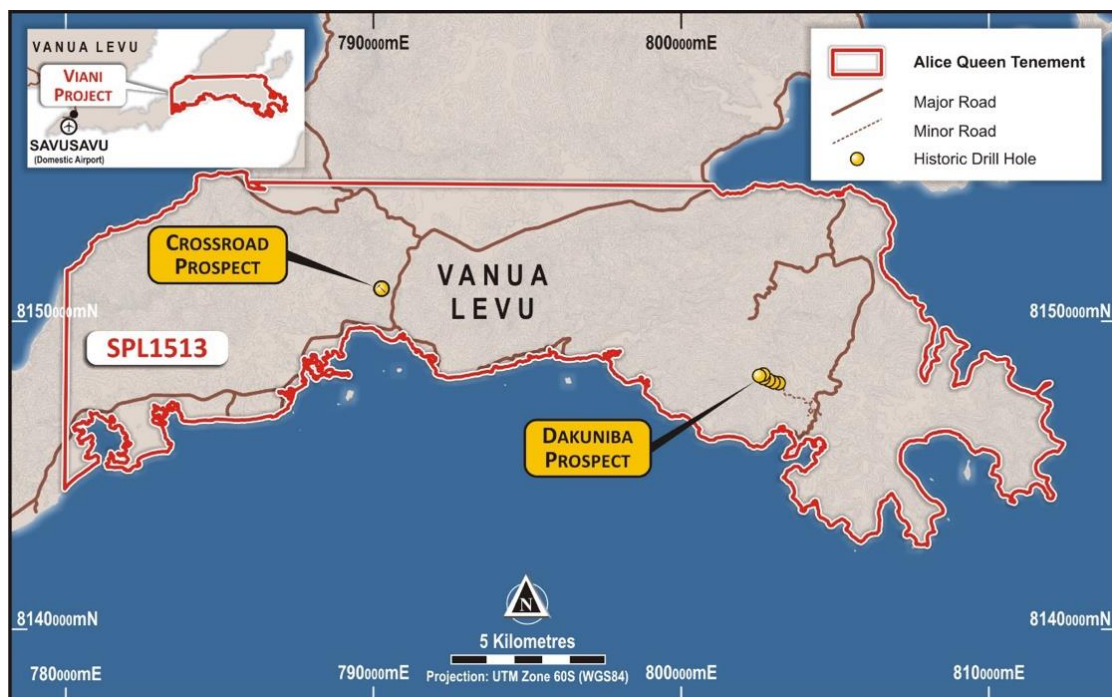 VANUA LEVU
VIANI
PROJECT
SAVUSAVU
(Domestic Airport)
790000mE
800000mE
Alice Queen Tenement
Major Road
Minor Road
Historic Drill Hole
CROSSROAD
PROSPECT
VANUA
LEVU
8150000mN
8150000mN
SPL1513
DAKUNIBA
PROSPECT
N
8140000mN
8140000mN
5 Kilometres
Projection: UTM Zone 60S (WGS84)
780000mE
790000mE
800000mE
810000mE